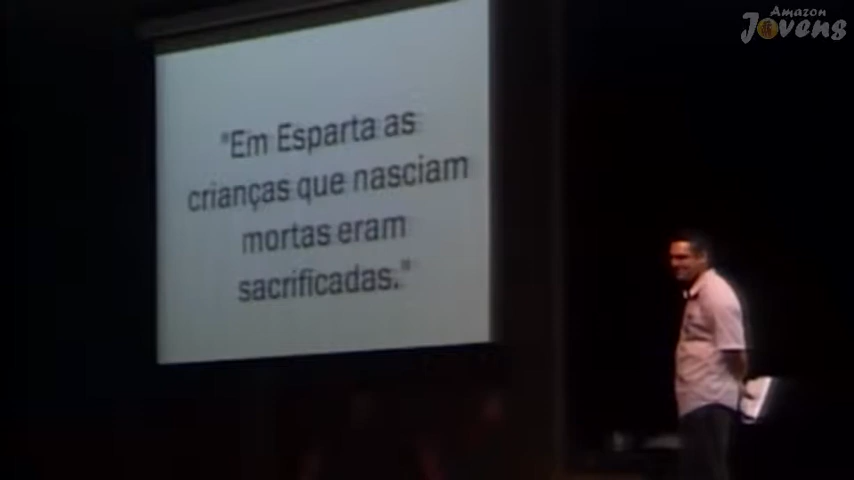 Amazon
Jovens
"Em Esparta as
crianças que nasciam
mortas eram
sacrificadas."